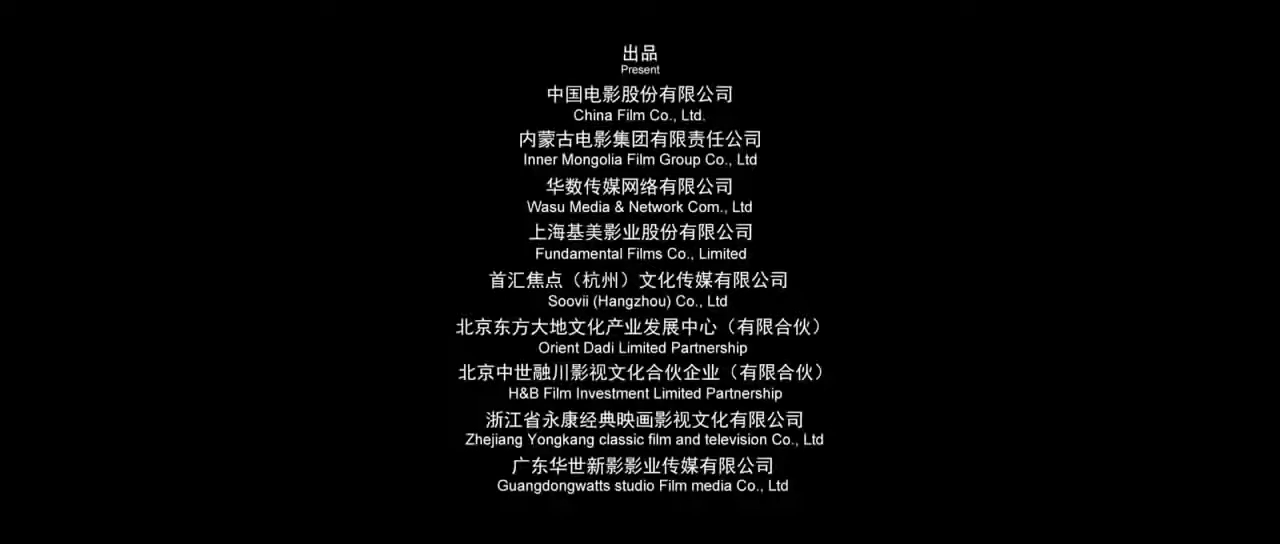 出品
Present
中国电影股份有限公司
China Film Co., Ltd.
内蒙古电影集团有限责任公司
Inner Mongolia Film Group Co., Ltd
华数传媒网络有限公司
Wasu Media & Network Com., Ltd
上海基美影业股份有限公司
Fundamental Films Co., Limited
首汇焦点（杭州）文化传媒有限公司
Soovii (Hangzhou) Co., Ltd
北京东方大地文化产业发展中心（有限合伙）
Orient Dadi Limited Partnership
北京中世融川影视文化合伙企业（有限合伙）
H&B Film Investment Limited Partnership
浙江省永康经典映画影视文化有限公司
Zhejiang Yongkang classic film and television Co., Ltd
广东华世新影影业传媒有限公司
Guangdongwatts studio Film media Co., Ltd